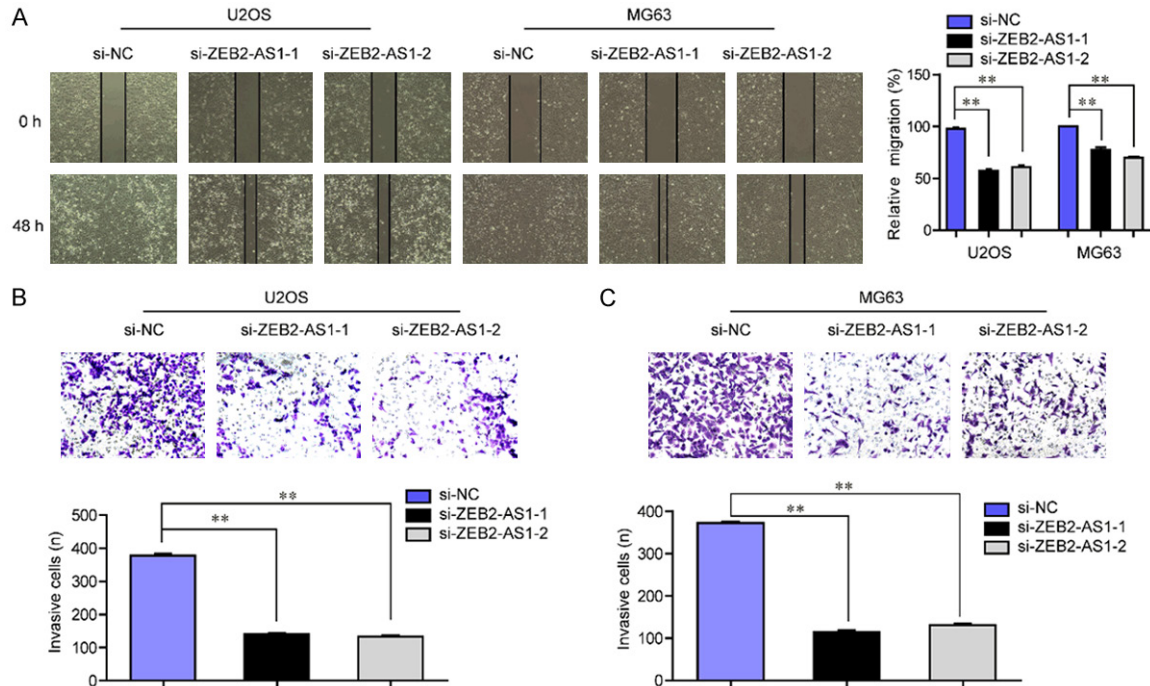 A
U2OS
MG63
si-NC si-ZEB2-AS1-1 si-ZEB2-AS1-2 si-NC si-ZEB2-AS1-1 si-ZEB2-AS1-2
0 h
48 h
si-NC
si-ZEB2-AS1-1
si-ZEB2-AS1-2
Relative migration (%)
150
100
50
0
** ** ** **
U2OS MG63
B
U2OS
si-NC si-ZEB2-AS1-1 si-ZEB2-AS1-2
si-NC
si-ZEB2-AS1-1
si-ZEB2-AS1-2
Invasive cells (n)
500
400
300
200
100
0
** **
C
MG63
si-NC si-ZEB2-AS1-1 si-ZEB2-AS1-2
si-NC
si-ZEB2-AS1-1
si-ZEB2-AS1-2
Invasive cells (n)
400
300
200
100
0
** **